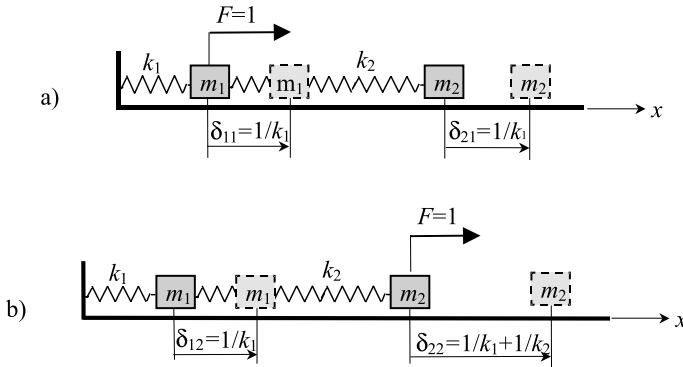 F=1
k₁ k₂
m₁ m₁ m₂ m₂
a) x
δ₁₁=1/k₁ δ₂₁=1/k₁
F=1
k₁ k₂
m₁ m₁ m₂ m₂
b) x
δ₁₂=1/k₁ δ₂₂=1/k₁+1/k₂